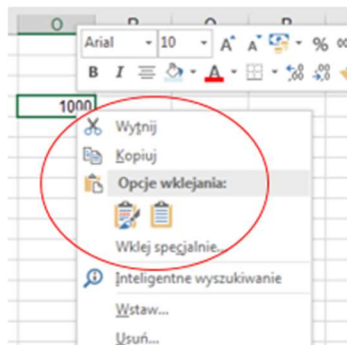 O
Arial 10 A A %
B I A
1000
Wytnij
Kopiuj
Opcje wklejania:
Wklej specjalnie...
Inteligentne wyszukiwanie
Wstaw...
Usuń...